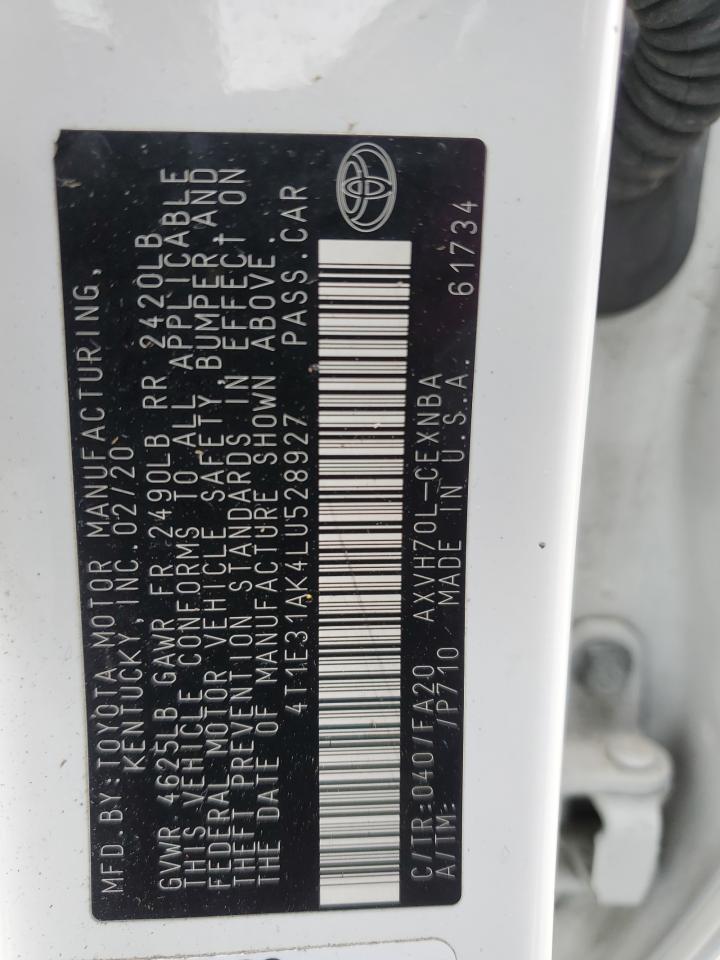 MFD.BY:TOYOTA MOTOR MANUFACTURING,
KENTUCKY,INC.02/20
GVWR 4625LB GAWR FR 2490LB RR 2420LB
THIS VEHICLE CONFORMS TO ALL APPLICABLE
FEDERAL MOTOR VEHICLE SAFETY,BUMPER,AND
THEFT PREVENTION STANDARDS IN EFFECT ON
THE DATE OF MANUFACTURE SHOWN ABOVE.
4T1E31AK4LU528927 PASS.CAR
C/TR:040/FA20 AXVH70L-CEXNBA
A/TM: /P710 MADE IN U.S.A. 61734